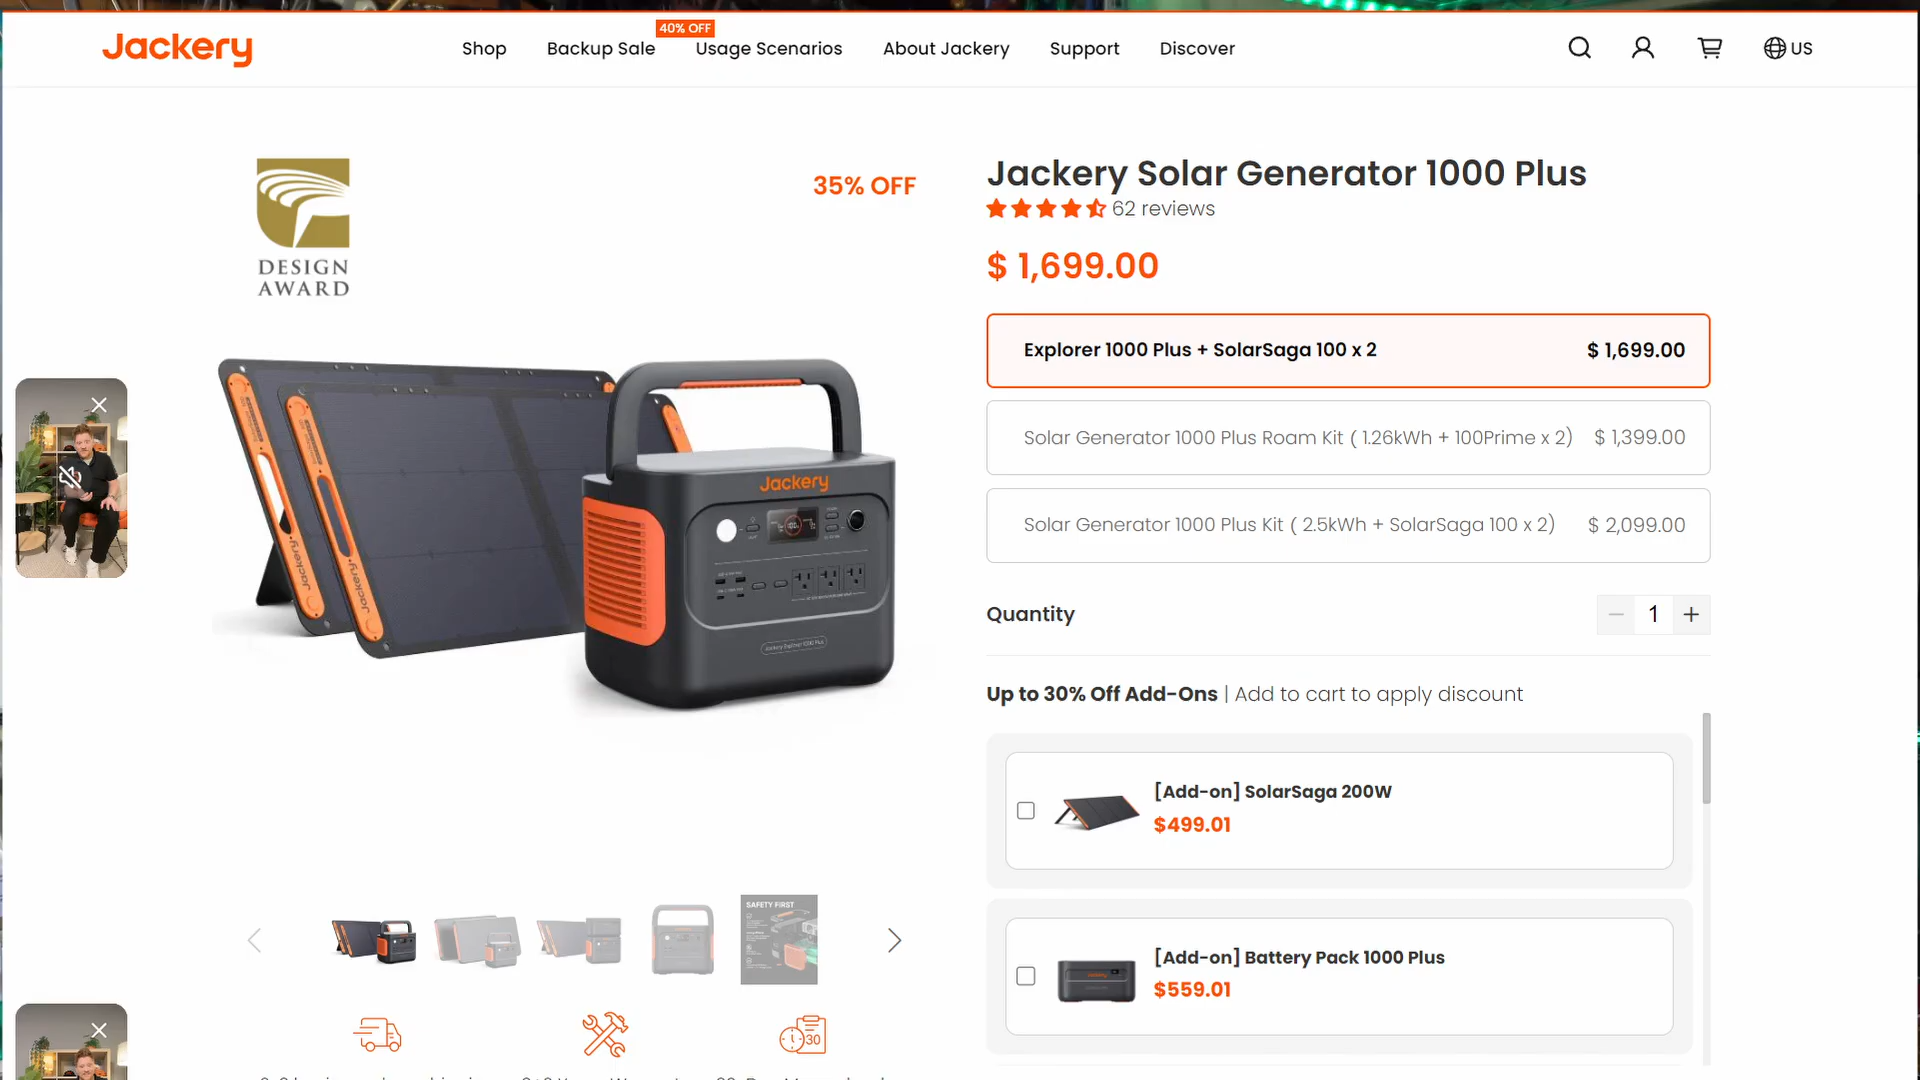 Jackery
Shop
Backup Sale
40% OFF
Usage Scenarios
About Jackery
Support
Discover
US
DESIGN
AWARD
35% OFF
Jackery
Jackery
Jackery
Jackery Solar Generator 1000 Plus
62 reviews
$ 1,699.00
Explorer 1000 Plus + SolarSaga 100 x 2
$ 1,699.00
Solar Generator 1000 Plus Roam Kit ( 1.26kWh + 100Prime x 2)
$ 1,399.00
Solar Generator 1000 Plus Kit ( 2.5kWh + SolarSaga 100 x 2)
$ 2,099.00
Quantity
1
Up to 30% Off Add-Ons | Add to cart to apply discount
[Add-on] SolarSaga 200W
$499.01
[Add-on] Battery Pack 1000 Plus
$559.01
SAFETY FIRST
30